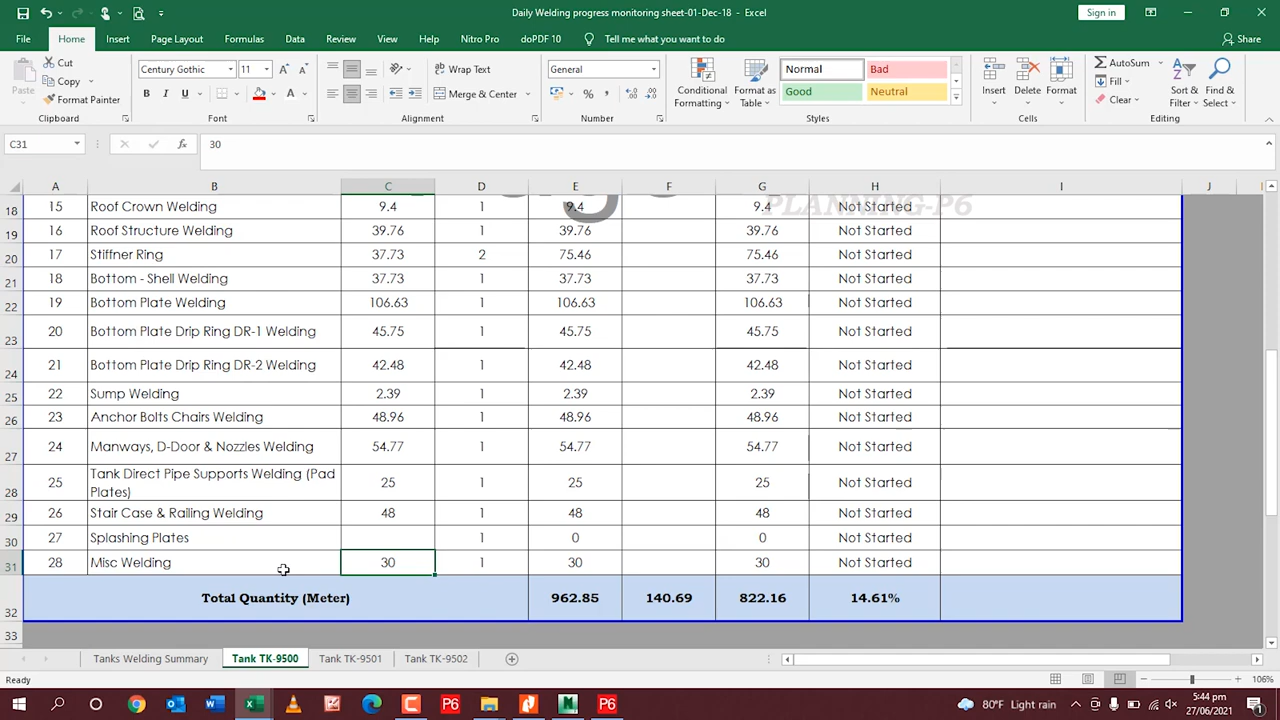 Daily Welding progress monitoring sheet-01-Dec-18 - Excel
Sign in
File Home Insert Page Layout Formulas Data Review View Help Nitro Pro doPDF 10 Tell me what you want to do Share
Paste Cut Copy Format Painter Clipboard
Century Gothic 11 B I U A Font
Wrap Text Merge & Center Alignment
General % Number
Conditional Formatting Format as Table Normal Bad Good Neutral Styles
Insert Delete Format Cells
AutoSum Fill Clear Sort & Filter Find & Select Editing
C31 fx 30
A B C D E F G H I J
PLANNING-P6
18 15 Roof Crown Welding 9.4 1 9.4 9.4 Not Started
19 16 Roof Structure Welding 39.76 1 39.76 39.76 Not Started
20 17 Stiffner Ring 37.73 2 75.46 75.46 Not Started
21 18 Bottom - Shell Welding 37.73 1 37.73 37.73 Not Started
22 19 Bottom Plate Welding 106.63 1 106.63 106.63 Not Started
23 20 Bottom Plate Drip Ring DR-1 Welding 45.75 1 45.75 45.75 Not Started
24 21 Bottom Plate Drip Ring DR-2 Welding 42.48 1 42.48 42.48 Not Started
25 22 Sump Welding 2.39 1 2.39 2.39 Not Started
26 23 Anchor Bolts Chairs Welding 48.96 1 48.96 48.96 Not Started
27 24 Manways, D-Door & Nozzles Welding 54.77 1 54.77 54.77 Not Started
28 25 Tank Direct Pipe Supports Welding (Pad Plates) 25 1 25 25 Not Started
29 26 Stair Case & Railing Welding 48 1 48 48 Not Started
30 27 Splashing Plates 1 0 0 Not Started
31 28 Misc Welding 30 1 30 30 Not Started
32 Total Quantity (Meter) 962.85 140.69 822.16 14.61%
33
Tanks Welding Summary Tank TK-9500 Tank TK-9501 Tank TK-9502
Ready 106%
80°F Light rain 5:44 pm
27/06/2021